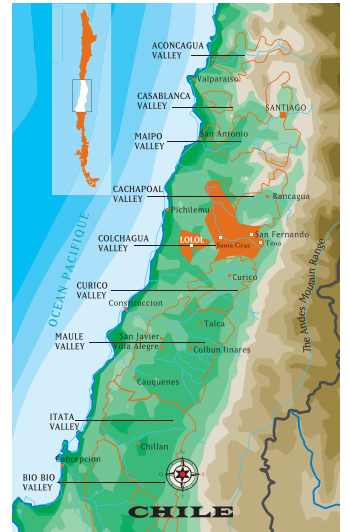 ACONCAGUA
VALLEY
Valparaiso
CASABLANCA
VALLEY
SANTIAGO
San Antonio
MAIPO
VALLEY
CACHAPOAL
VALLEY
Rancagua
Pichilemu
San Fernando
COLCHAGUA
VALLEY
LOLOL
Santa Cruz
Teno
OCEAN PACIFIQUE
The Andes Mountain Range
Curico
CURICO
VALLEY
Constituccion
Talca
MAULE
VALLEY
San Javier
Villa Alegre
Colbun linares
Cauquenes
ITATA
VALLEY
Chillan
Concepcion
BIO BIO
VALLEY
CHILE